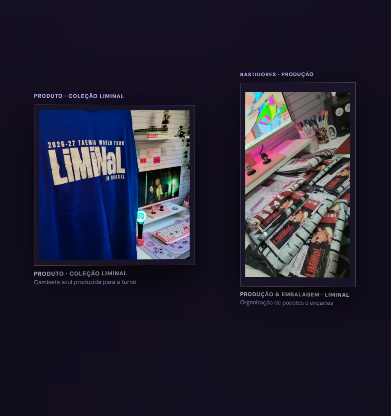 BASTIDORES · PRODUÇÃO
PRODUTO · COLEÇÃO LIMINAL
2026-27 TAEMIN WORLD TOUR
LiMiNaL
PRODUTO · COLEÇÃO LIMINAL
Camiseta azul produzida para a turnê
PRODUÇÃO & EMBALAGEM · LIMINAL
Organização de pacotes e encartes